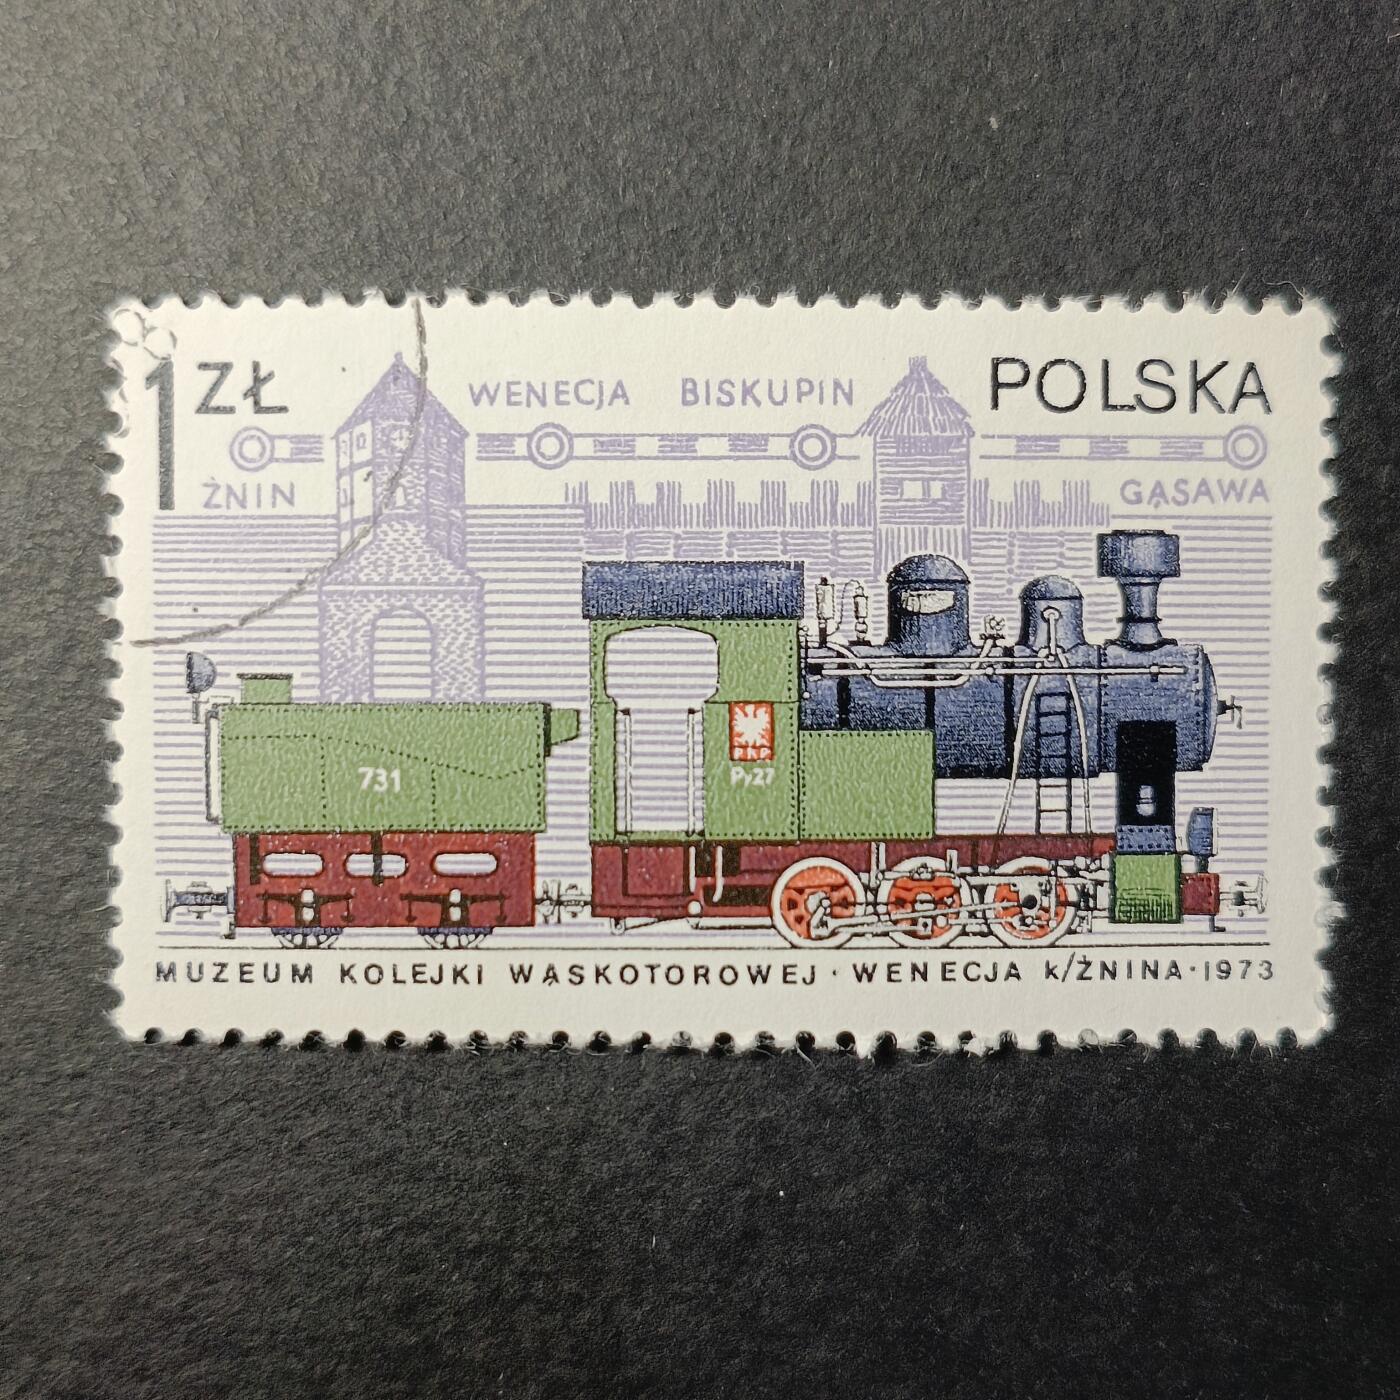 1 ZŁ
POLSKA
WENECJA BISKUPIN
ŻNIN
GĄSAWA
731
PKP
Py27
MUZEUM KOLEJKI WĄSKOTOROWEJ · WENECJA k/ŻNINA · 1973